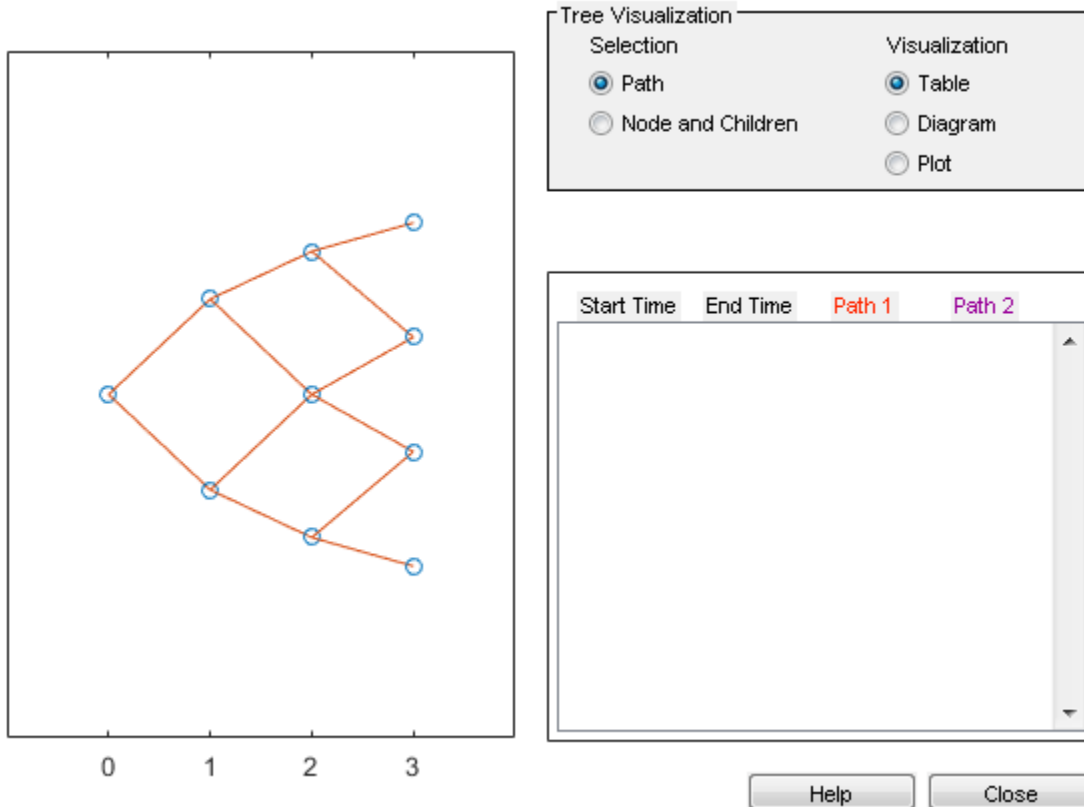 Tree Visualization
Selection Visualization
Path Table
Node and Children Diagram
Plot
Start Time End Time Path 1 Path 2
0 1 2 3
Help Close